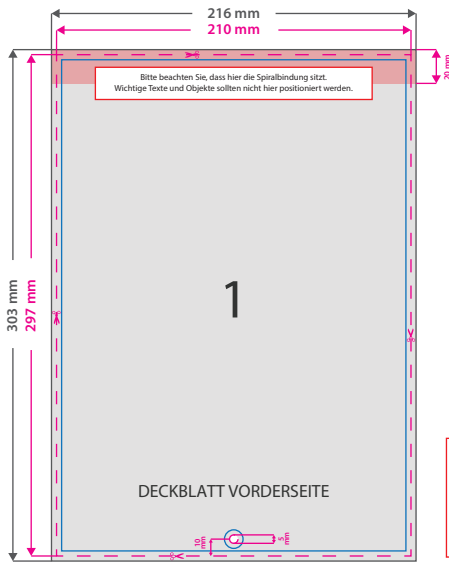 216 mm
210 mm
20 mm
Bitte beachten Sie, dass hier die Spiralbindung sitzt.
Wichtige Texte und Objekte sollten nicht hier positioniert werden.
303 mm
297 mm
1
DECKBLATT VORDERSEITE
10
mm
5
mm